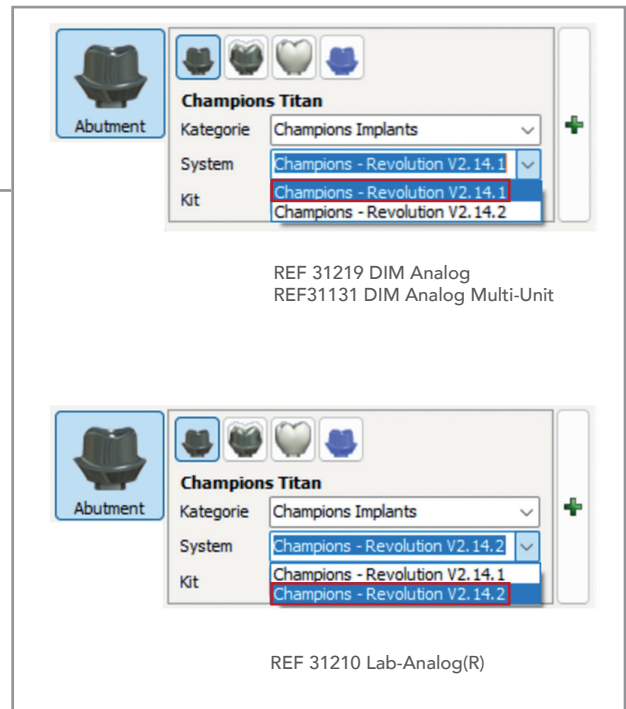 Champions Titan
Abutment
Kategorie Champions Implants
System Champions - Revolution V2.14.1
Kit Champions - Revolution V2.14.1
Champions - Revolution V2.14.2
REF 31219 DIM Analog
REF31131 DIM Analog Multi-Unit
Champions Titan
Abutment
Kategorie Champions Implants
System Champions - Revolution V2.14.2
Kit Champions - Revolution V2.14.1
Champions - Revolution V2.14.2
REF 31210 Lab-Analog(R)